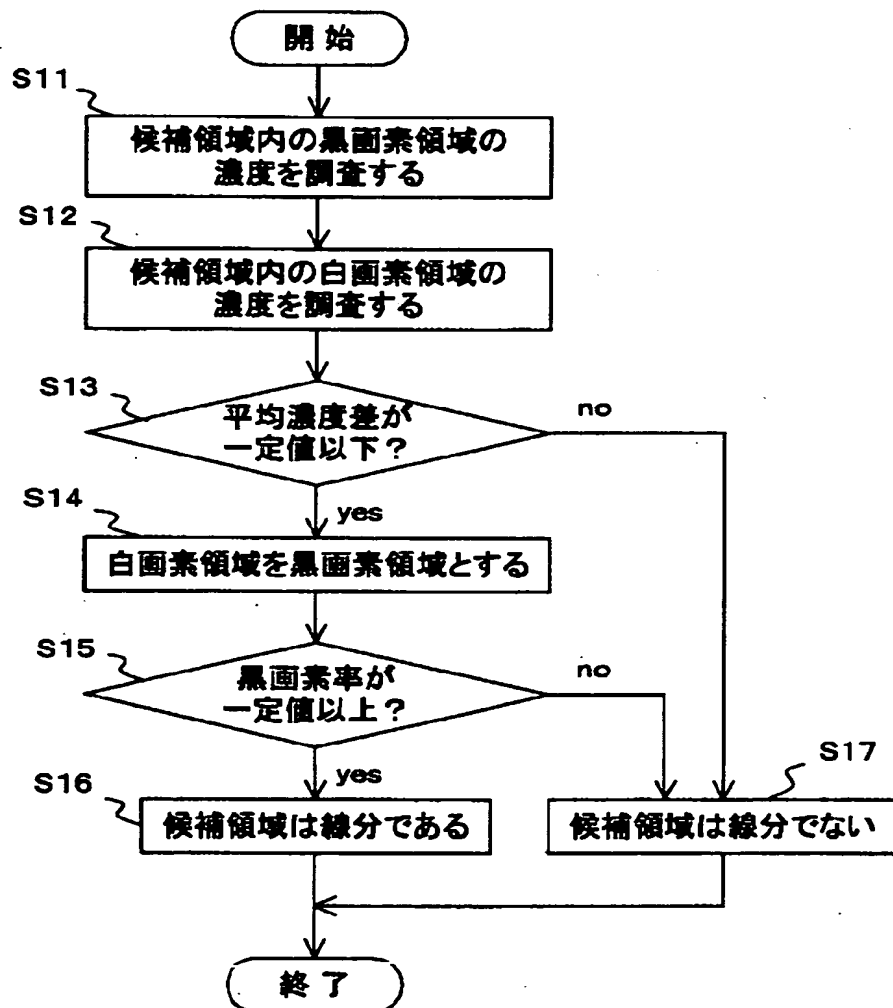 開始
S11
候補領域内の黒画素領域の
濃度を調査する
S12
候補領域内の白画素領域の
濃度を調査する
S13
平均濃度差が
一定値以下？
no
yes
S14
白画素領域を黒画素領域とする
S15
黒画素率が
一定値以上？
no
yes
S16
候補領域は線分である
S17
候補領域は線分でない
終了